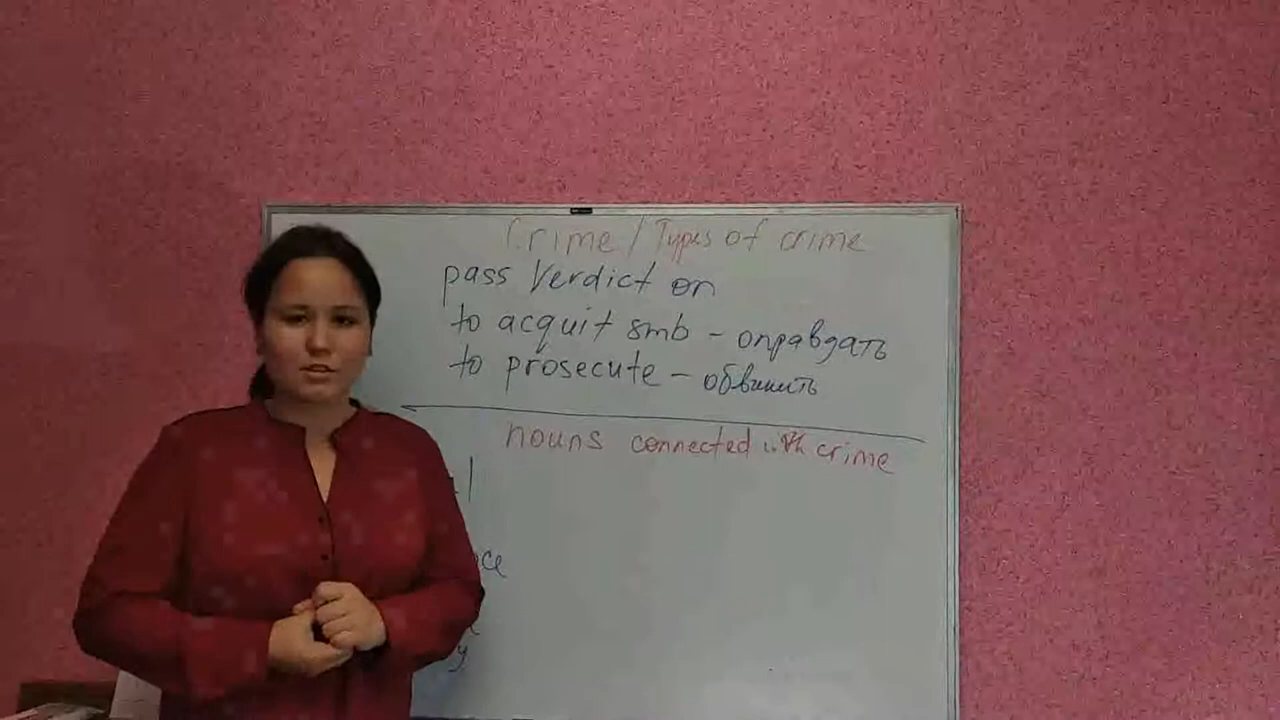 Crime / Types of crime
pass verdict on
to acquit smb - оправдать
to prosecute - обвинить
nouns connected with crime